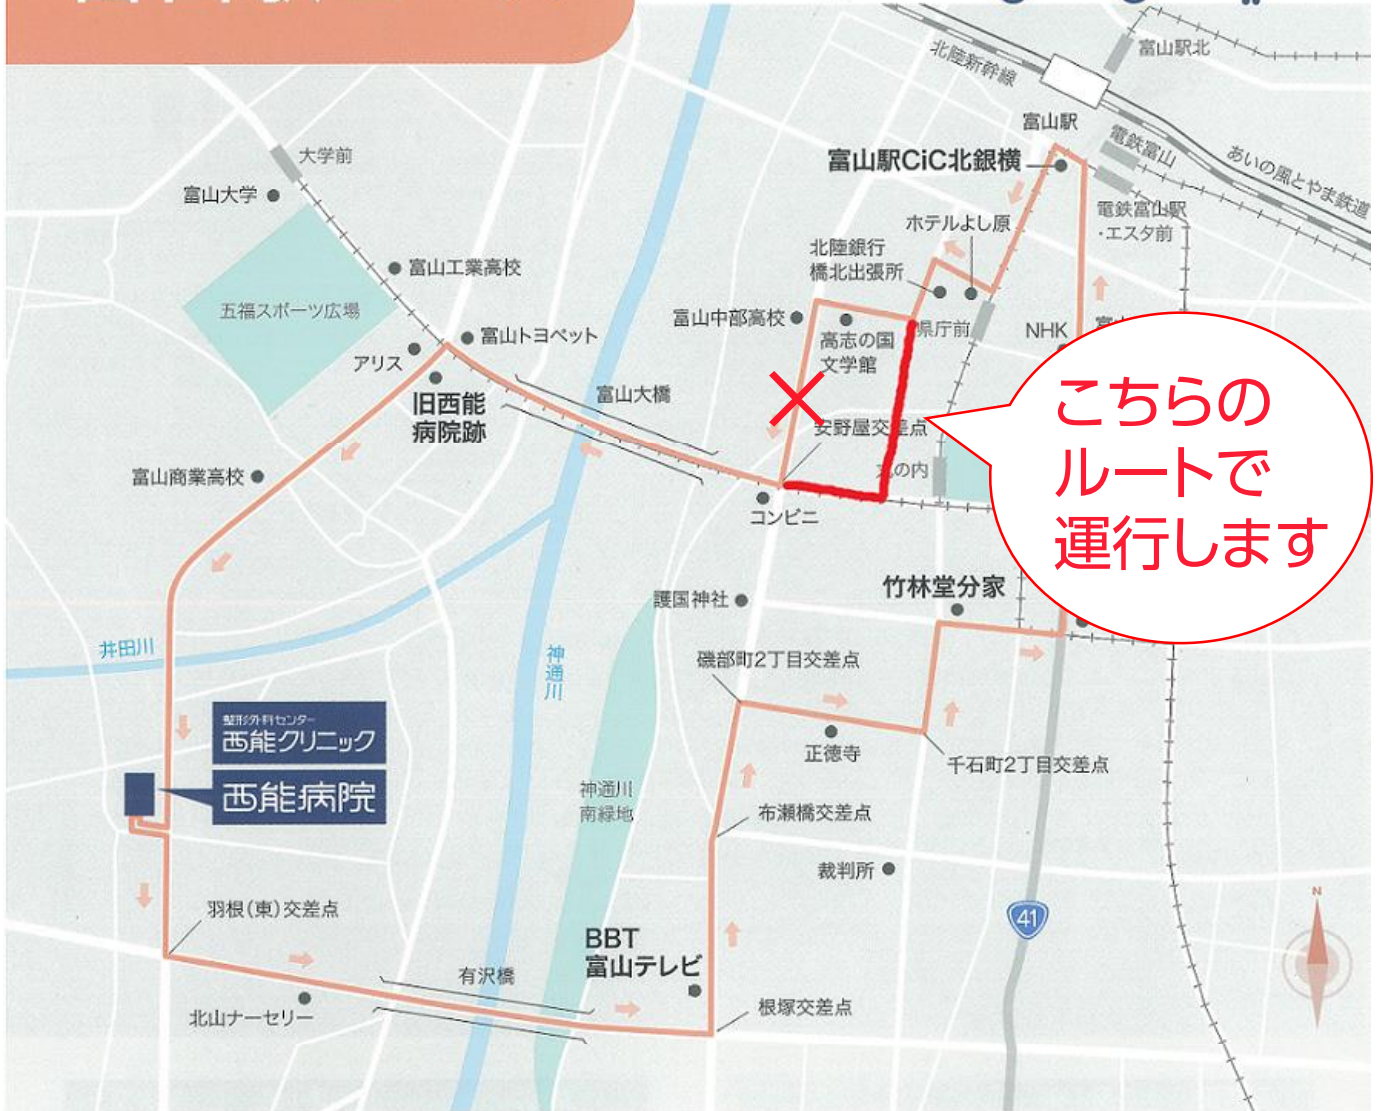 富山駅北
北陸新幹線
富山駅
電鉄富山
あいの風とやま鉄道
大学前
富山駅CiC北銀横
富山大学
電鉄富山駅
・エスタ前
ホテルよし原
北陸銀行
橋北出張所
富山工業高校
五福スポーツ広場
富山中部高校
県庁前
NHK
富山トヨペット
高志の国
文学館
アリス
富山大橋
旧西能
病院跡
こちらの
ルートで
運行します
安野屋交差点
富山商業高校
丸の内
コンビニ
竹林堂分家
護国神社
井田川
神通川
磯部町2丁目交差点
整形外科センター
西能クリニック
正徳寺
千石町2丁目交差点
西能病院
神通川
南緑地
布瀬橋交差点
裁判所
N
羽根(東)交差点
41
BBT
富山テレビ
有沢橋
北山ナーセリー
根塚交差点